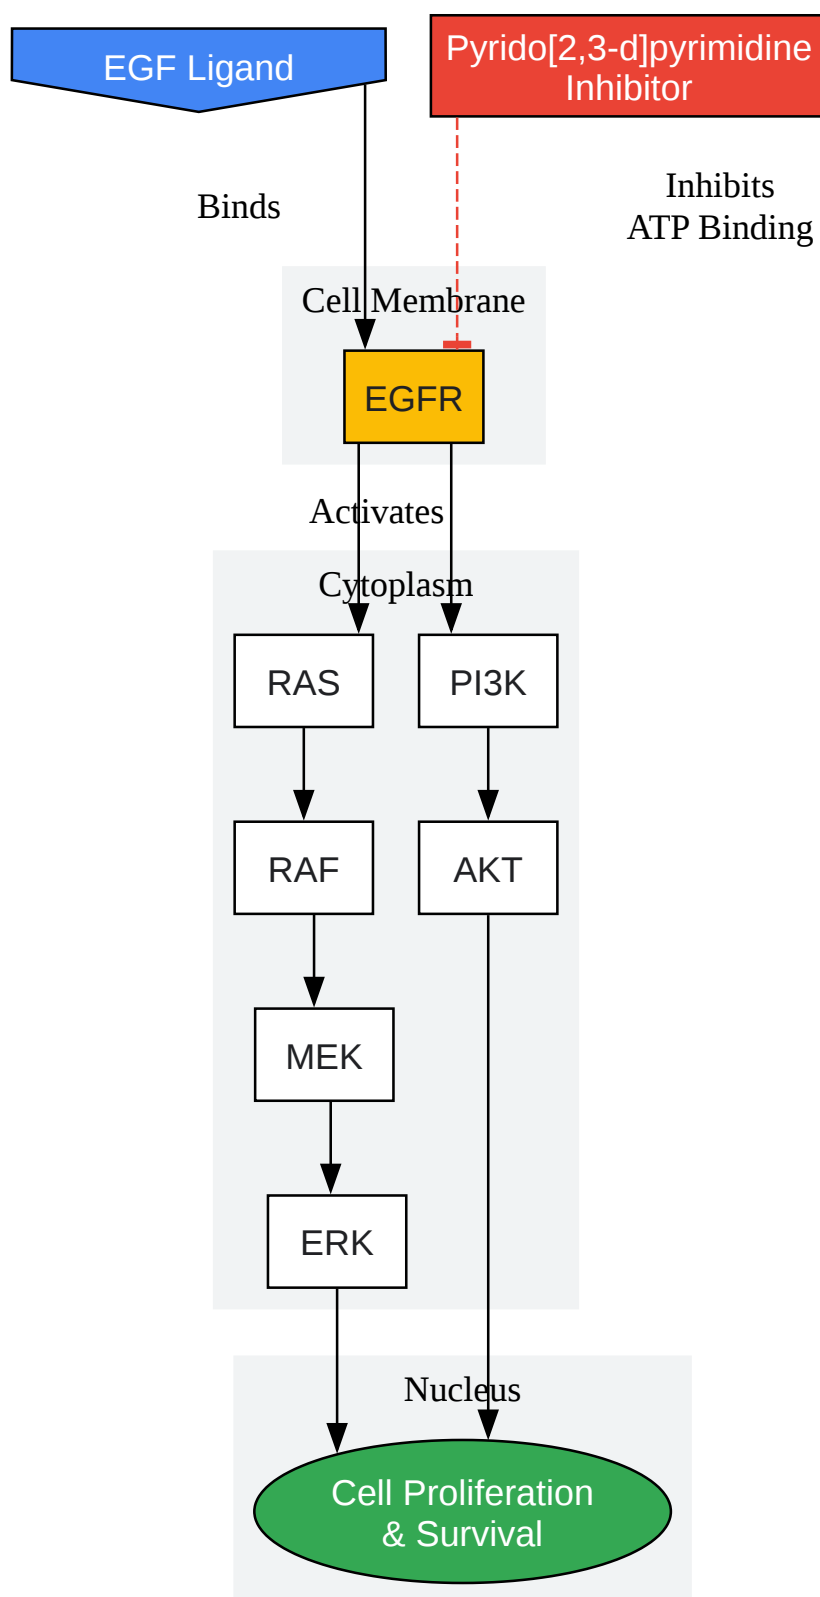 EGF Ligand
Pyrido[2,3-d]pyrimidine
Inhibitor
Binds
Inhibits
ATP Binding
Cell Membrane
EGFR
Activates
Cytoplasm
RAS
PI3K
RAF
AKT
MEK
ERK
Nucleus
Cell Proliferation
& Survival